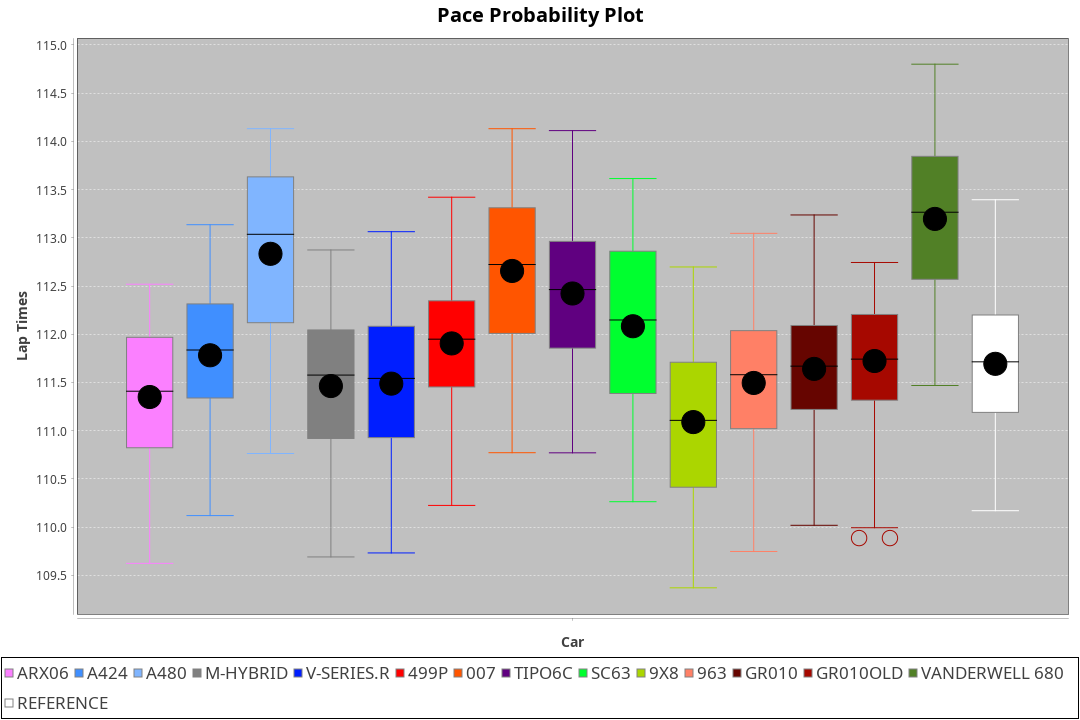 Pace Probability Plot
115.0
114.5
114.0
113.5
113.0
112.5
112.0
111.5
111.0
110.5
110.0
109.5
Lap Times
Car
ARX06 A424 A480 M-HYBRID V-SERIES.R 499P 007 TIPO6C SC63 9X8 963 GR010 GR010OLD VANDERWELL 680
REFERENCE